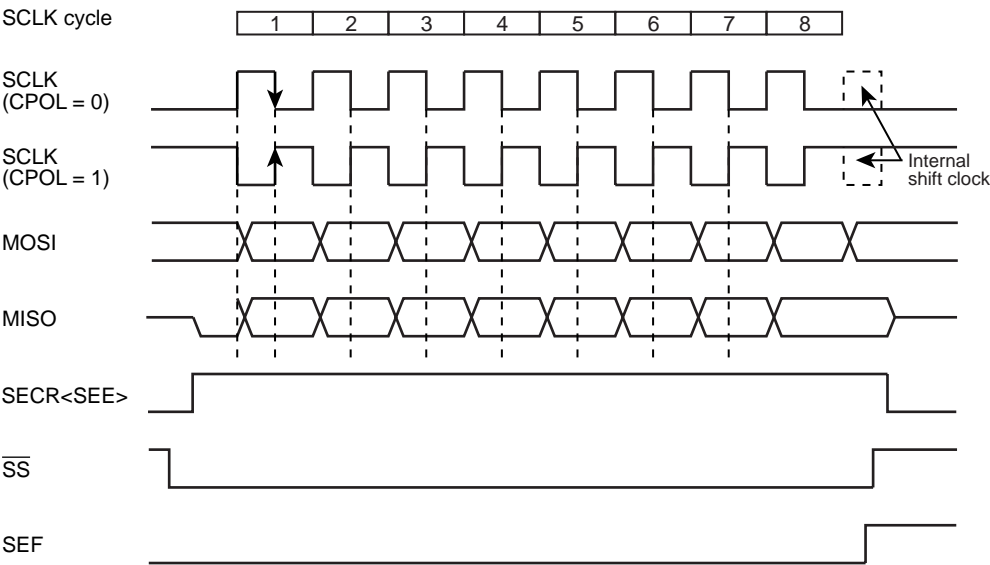 SCLK cycle
1 2 3 4 5 6 7 8
SCLK
(CPOL = 0)
SCLK
(CPOL = 1)
Internal
shift clock
MOSI
MISO
SECR<SEE>
SS
SEF